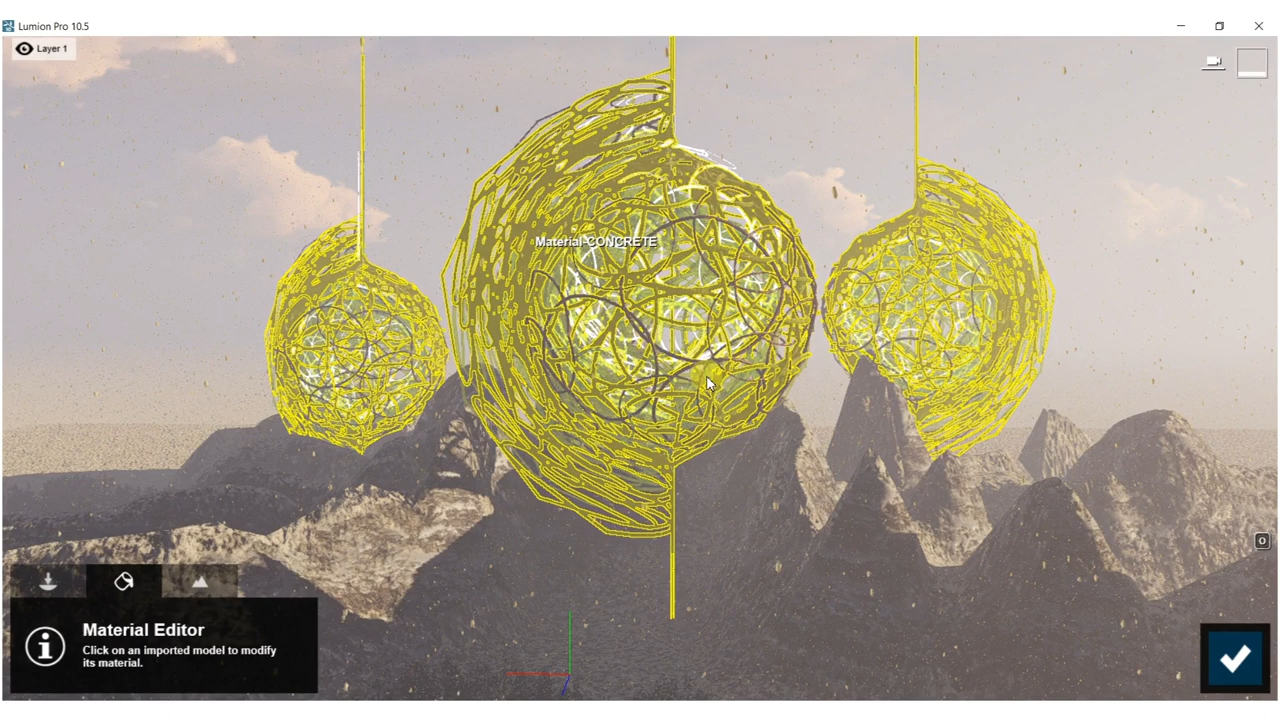 Lumion Pro 10.5
Layer 1
Material-CONCRETE
O
Material Editor
Click on an imported model to modify
its material.